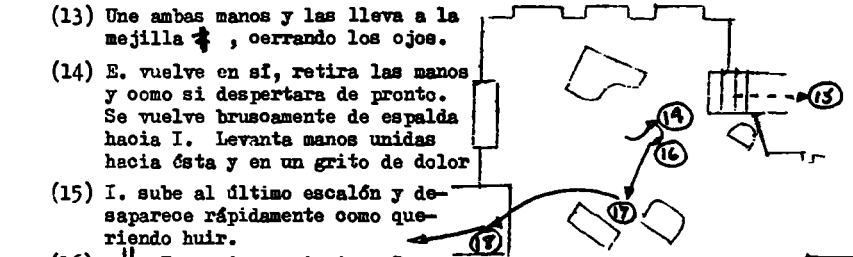 (13) Une ambas manos y las lleva a la
mejilla , cerrando los ojos.
(14) E. vuelve en sí, retira las manos
y como si despertara de pronto.
Se vuelve bruscamente de espalda
hacia I. Levanta manos unidas
hacia ésta y en un grito de dolor
(15) I. sube al último escalón y de-
saparece rápidamente como que-
riendo huir.
15
14
16
17
18